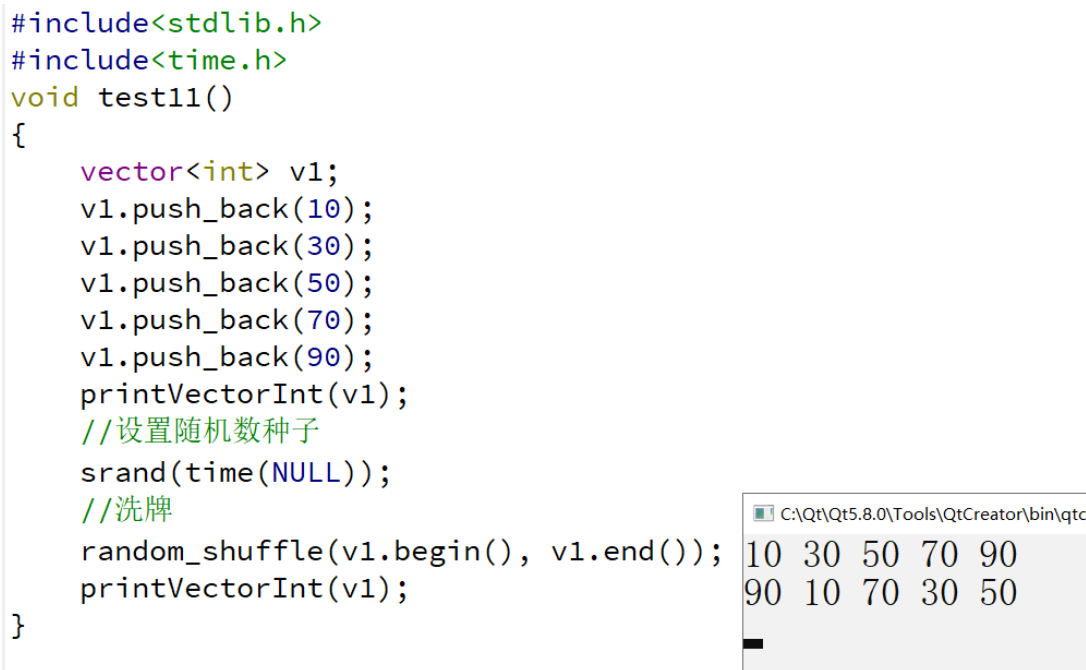 #include<stdlib.h>
#include<time.h>
void test11()
{
    vector<int> v1;
    v1.push_back(10);
    v1.push_back(30);
    v1.push_back(50);
    v1.push_back(70);
    v1.push_back(90);
    printVectorInt(v1);
    //设置随机数种子
    srand(time(NULL));
    //洗牌
    random_shuffle(v1.begin(), v1.end());
    printVectorInt(v1);
}
C:\Qt\Qt5.8.0\Tools\QtCreator\bin\qtc
10 30 50 70 90
90 10 70 30 50